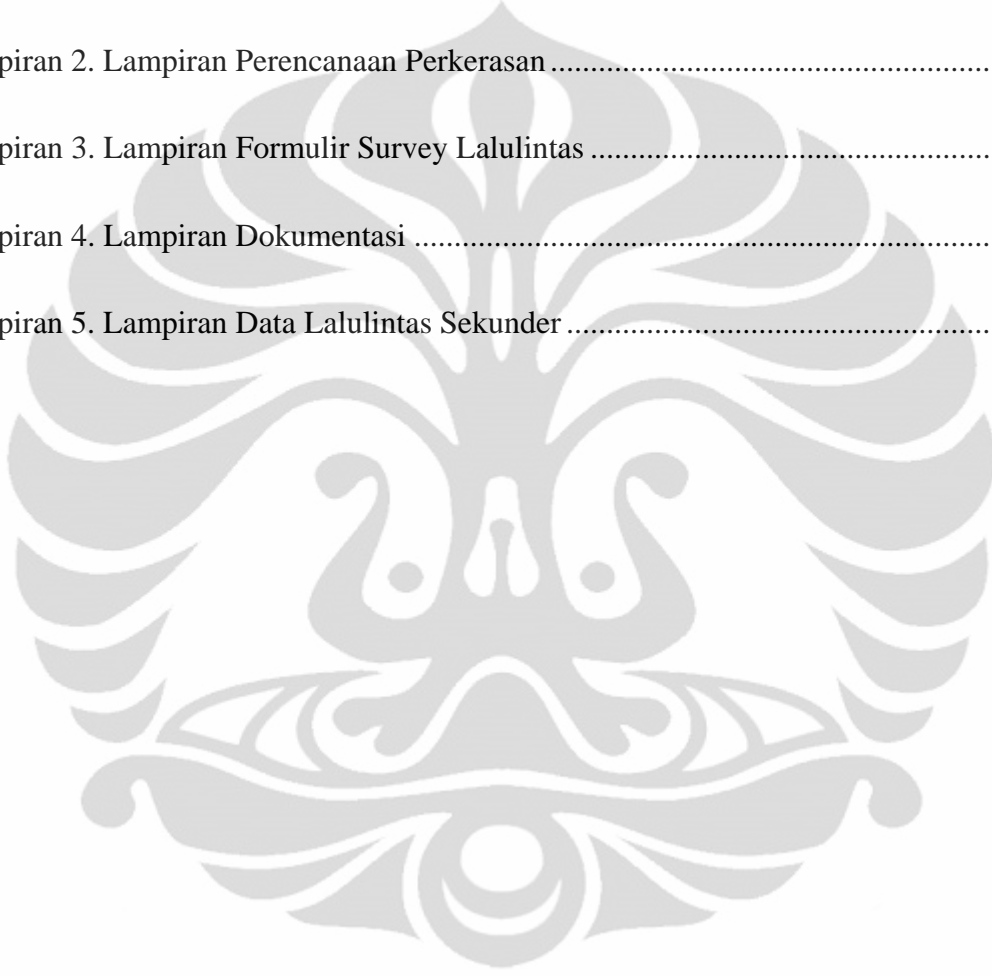 piran 2. Lampiran Perencanaan Perkerasan ........................................................
piran 3. Lampiran Formulir Survey Lalulintas ...................................................
piran 4. Lampiran Dokumentasi .........................................................................
piran 5. Lampiran Data Lalulintas Sekunder ......................................................